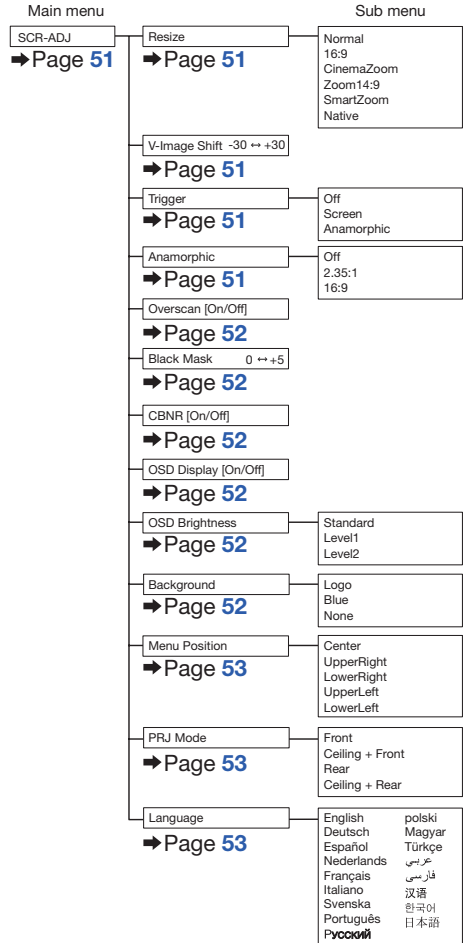 Main menu
Sub menu
SCR-ADJ
➡Page 51
Resize
➡Page 51
Normal
16:9
CinemaZoom
Zoom14:9
SmartZoom
Native
V-Image Shift -30 ↔ +30
➡Page 51
Trigger
➡Page 51
Off
Screen
Anamorphic
Anamorphic
➡Page 51
Off
2.35:1
16:9
Overscan [On/Off]
➡Page 52
Black Mask 0 ↔ +5
➡Page 52
CBNR [On/Off]
➡Page 52
OSD Display [On/Off]
➡Page 52
OSD Brightness
➡Page 52
Standard
Level1
Level2
Background
➡Page 52
Logo
Blue
None
Menu Position
➡Page 53
Center
UpperRight
LowerRight
UpperLeft
LowerLeft
PRJ Mode
➡Page 53
Front
Ceiling + Front
Rear
Ceiling + Rear
Language
➡Page 53
English
Deutsch
Español
Nederlands
Français
Italiano
Svenska
Português
Русский
polski
Magyar
Türkçe
عربي
فارسی
汉语
한국어
日本語